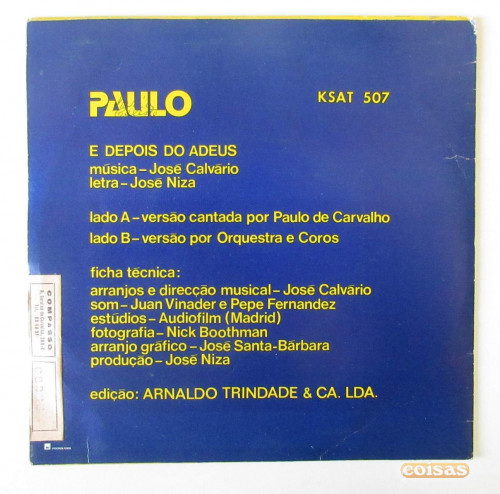 PAULO
KSAT 507
E DEPOIS DO ADEUS
música – José Calvário
letra – José Niza
lado A – versão cantada por Paulo de Carvalho
lado B – versão por Orquestra e Coros
ficha técnica:
arranjos e direcção musical – José Calvário
som – Juan Vinader e Pepe Fernandez
estúdios – Audiofilm (Madrid)
fotografia – Nick Boothman
arranjo gráfico – José Santa-Bárbara
produção – José Niza
edição: ARNALDO TRINDADE & CA. LDA.
COMPASSO
coisas